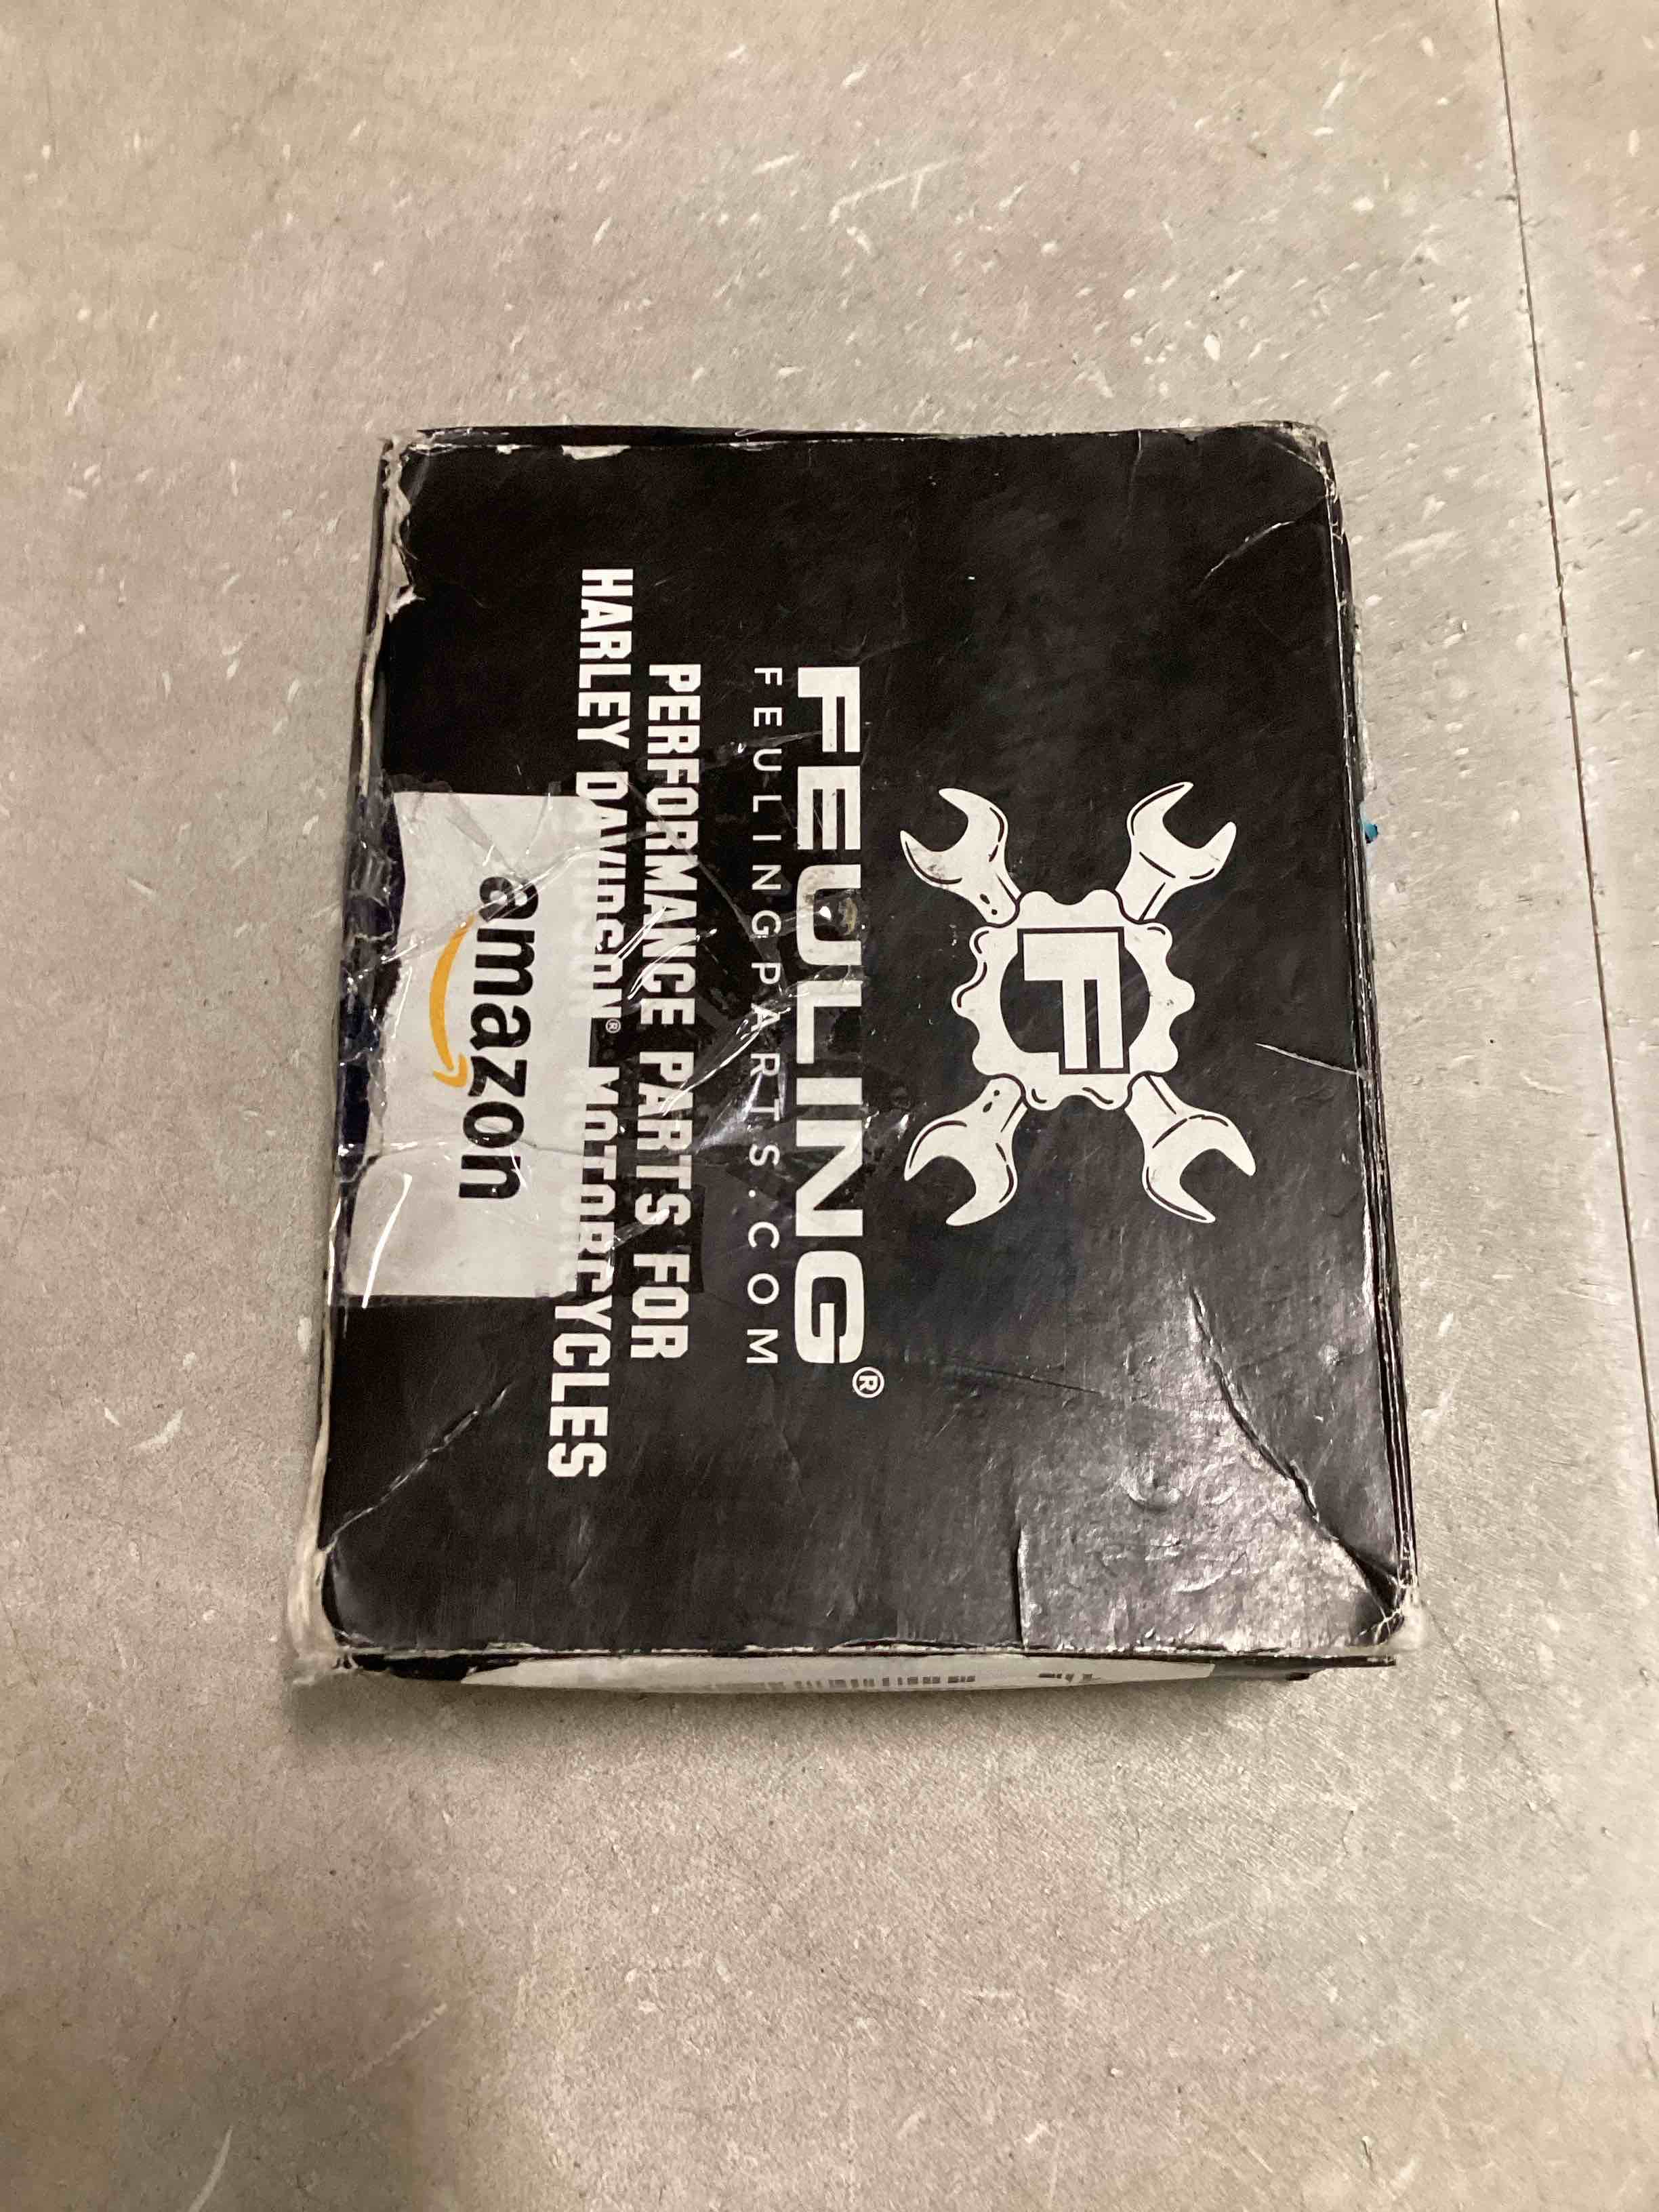 F
FEULING®
FEULINGPARTS.COM
PERFORMANCE PARTS FOR
HARLEY DAVIDSON® MOTORCYCLES
amazon